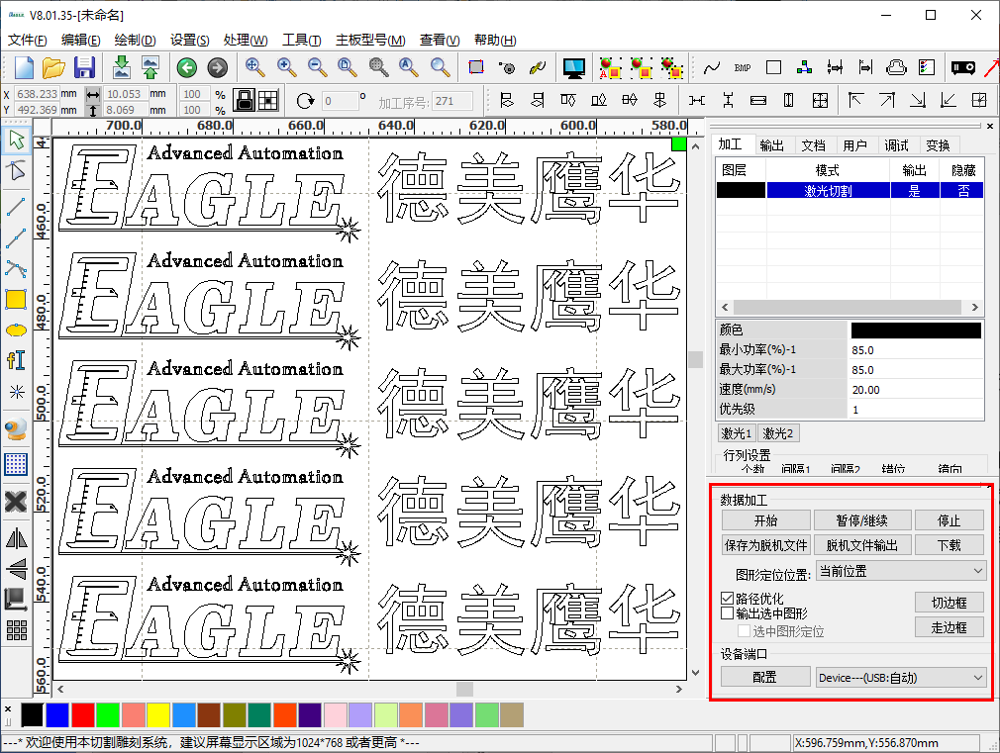 V8.01.35-[未命名]
文件(F) 编辑(E) 绘制(D) 设置(S) 处理(W) 工具(T) 主板型号(M) 查看(V) 帮助(H)
BMP
X 638.233 mm 10.053 mm 100 %
Y 492.369 mm 8.069 mm 100 %
0 °
加工序号: 271
700.0 680.0 660.0 640.0 620.0 600.0 580.0
460.0
480.0
500.0
520.0
540.0
560.0
Advanced Automation
EAGLE 德美鹰华
Advanced Automation
EAGLE 德美鹰华
Advanced Automation
EAGLE 德美鹰华
Advanced Automation
EAGLE 德美鹰华
Advanced Automation
EAGLE 德美鹰华
加工 输出 文档 用户 调试 变换
图层 模式 输出 隐藏
激光切割 是 否
颜色
最小功率(%)-1 85.0
最大功率(%)-1 85.0
速度(mm/s) 20.00
优先级 1
激光1 激光2
行列设置
个数 间隔1 间隔2 错位 镜向
数据加工
开始 暂停/继续 停止
保存为脱机文件 脱机文件输出 下载
图形定位位置: 当前位置
路径优化 切边框
输出选中图形
选中图形定位 走边框
设备端口
配置 Device---(USB:自动)
---* 欢迎使用本切割雕刻系统，建议屏幕显示区域为1024*768 或者更高 *---
X:596.759mm,Y:556.870mm